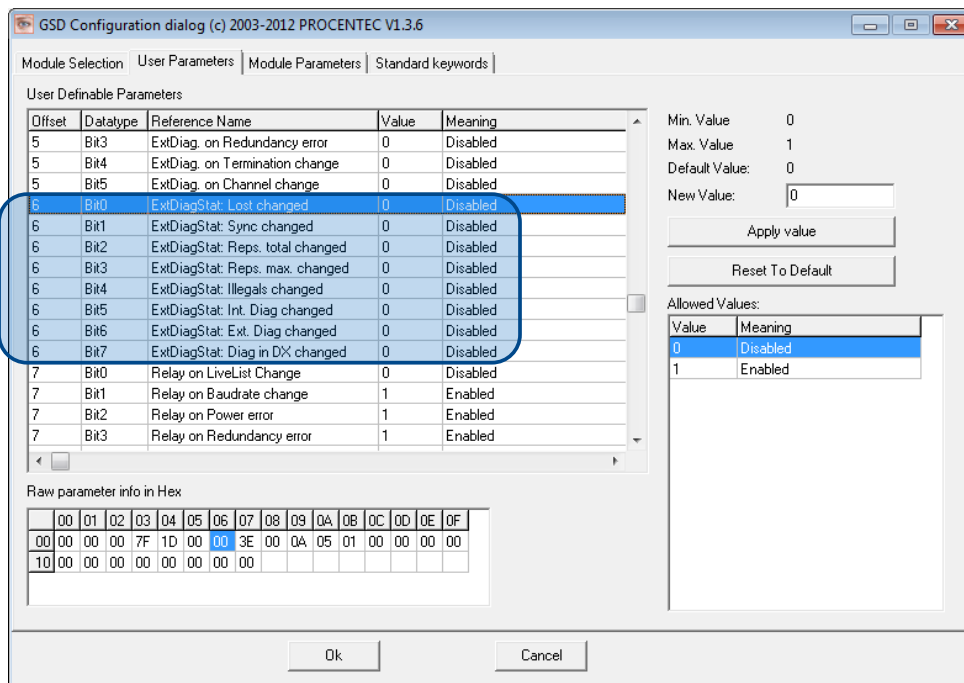 GSD Configuration dialog (c) 2003-2012 PROCENTEC V1.3.6
Module Selection User Parameters Module Parameters Standard keywords
User Definable Parameters
Offset Datatype Reference Name Value Meaning
5 Bit3 ExtDiag. on Redundancy error 0 Disabled
5 Bit4 ExtDiag. on Termination change 0 Disabled
5 Bit5 ExtDiag. on Channel change 0 Disabled
6 Bit0 ExtDiagStat: Lost changed 0 Disabled
6 Bit1 ExtDiagStat: Sync changed 0 Disabled
6 Bit2 ExtDiagStat: Reps. total changed 0 Disabled
6 Bit3 ExtDiagStat: Reps. max. changed 0 Disabled
6 Bit4 ExtDiagStat: Illegals changed 0 Disabled
6 Bit5 ExtDiagStat: Int. Diag changed 0 Disabled
6 Bit6 ExtDiagStat: Ext. Diag changed 0 Disabled
6 Bit7 ExtDiagStat: Diag in DX changed 0 Disabled
7 Bit0 Relay on LiveList Change 0 Disabled
7 Bit1 Relay on Baudrate change 1 Enabled
7 Bit2 Relay on Power error 1 Enabled
7 Bit3 Relay on Redundancy error 1 Enabled
Min. Value 0
Max. Value 1
Default Value: 0
New Value: 0
Apply value
Reset To Default
Allowed Values:
Value Meaning
0 Disabled
1 Enabled
Raw parameter info in Hex
00 01 02 03 04 05 06 07 08 09 0A 0B 0C 0D 0E 0F
00 00 00 00 7F 1D 00 00 3E 00 0A 05 01 00 00 00 00
10 00 00 00 00 00 00 00 00
Ok Cancel